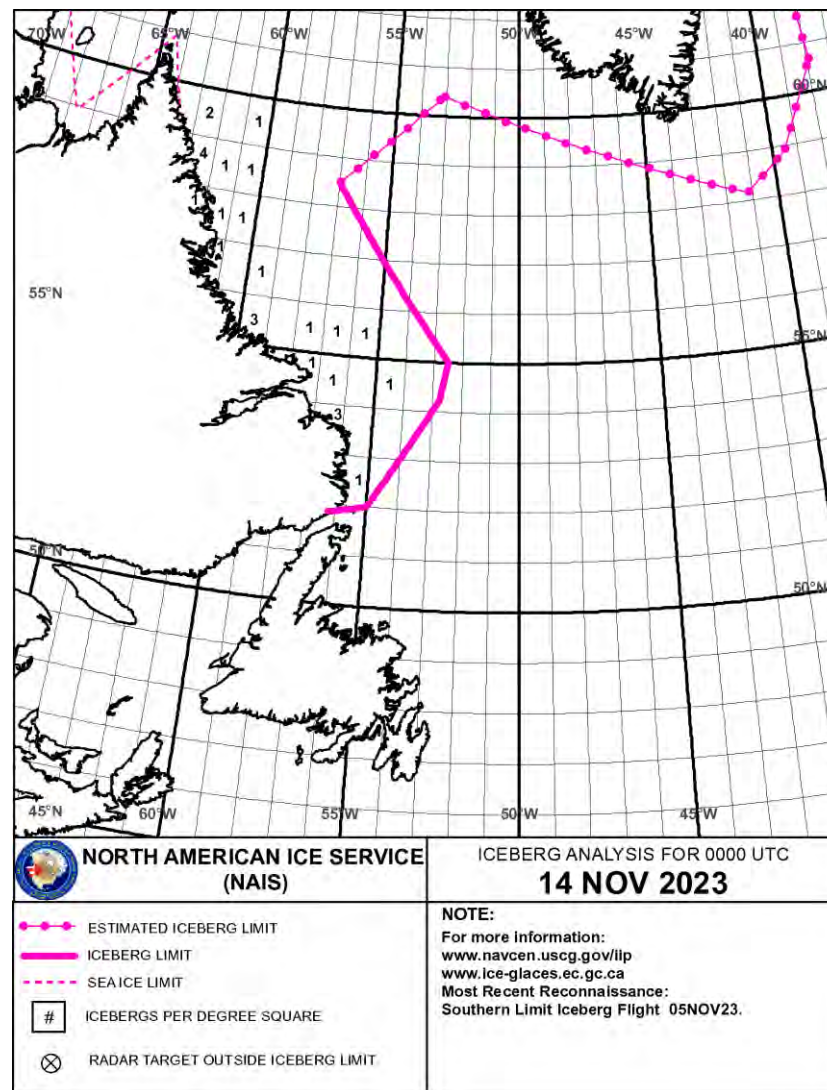 70°W 65°W 60°W 55°W 50°W 45°W 40°W
60°N
2
1
4
1 1
1
1 1
1
1
55°N
3
1 1 1
55°N
1
1 1
3
1
50°N
50°N
45°N 60°W 55°W 50°W 45°W
NORTH AMERICAN ICE SERVICE
(NAIS)
ICEBERG ANALYSIS FOR 0000 UTC
14 NOV 2023
ESTIMATED ICEBERG LIMIT
ICEBERG LIMIT
SEA ICE LIMIT
# ICEBERGS PER DEGREE SQUARE
RADAR TARGET OUTSIDE ICEBERG LIMIT
NOTE:
For more information:
www.navcen.uscg.gov/iip
www.ice-glaces.ec.gc.ca
Most Recent Reconnaissance:
Southern Limit Iceberg Flight 05NOV23.